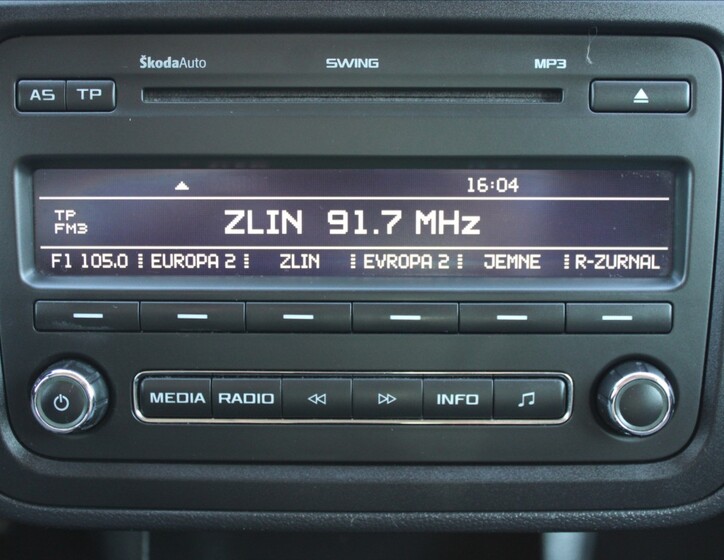 ŠkodaAuto SWING MP3
AS TP
16:04
TP
FM3
ZLIN 91.7 MHz
F1 105.0 EUROPA 2 ZLIN EVROPA 2 JEMNE R-ZURNAL
MEDIA RADIO INFO